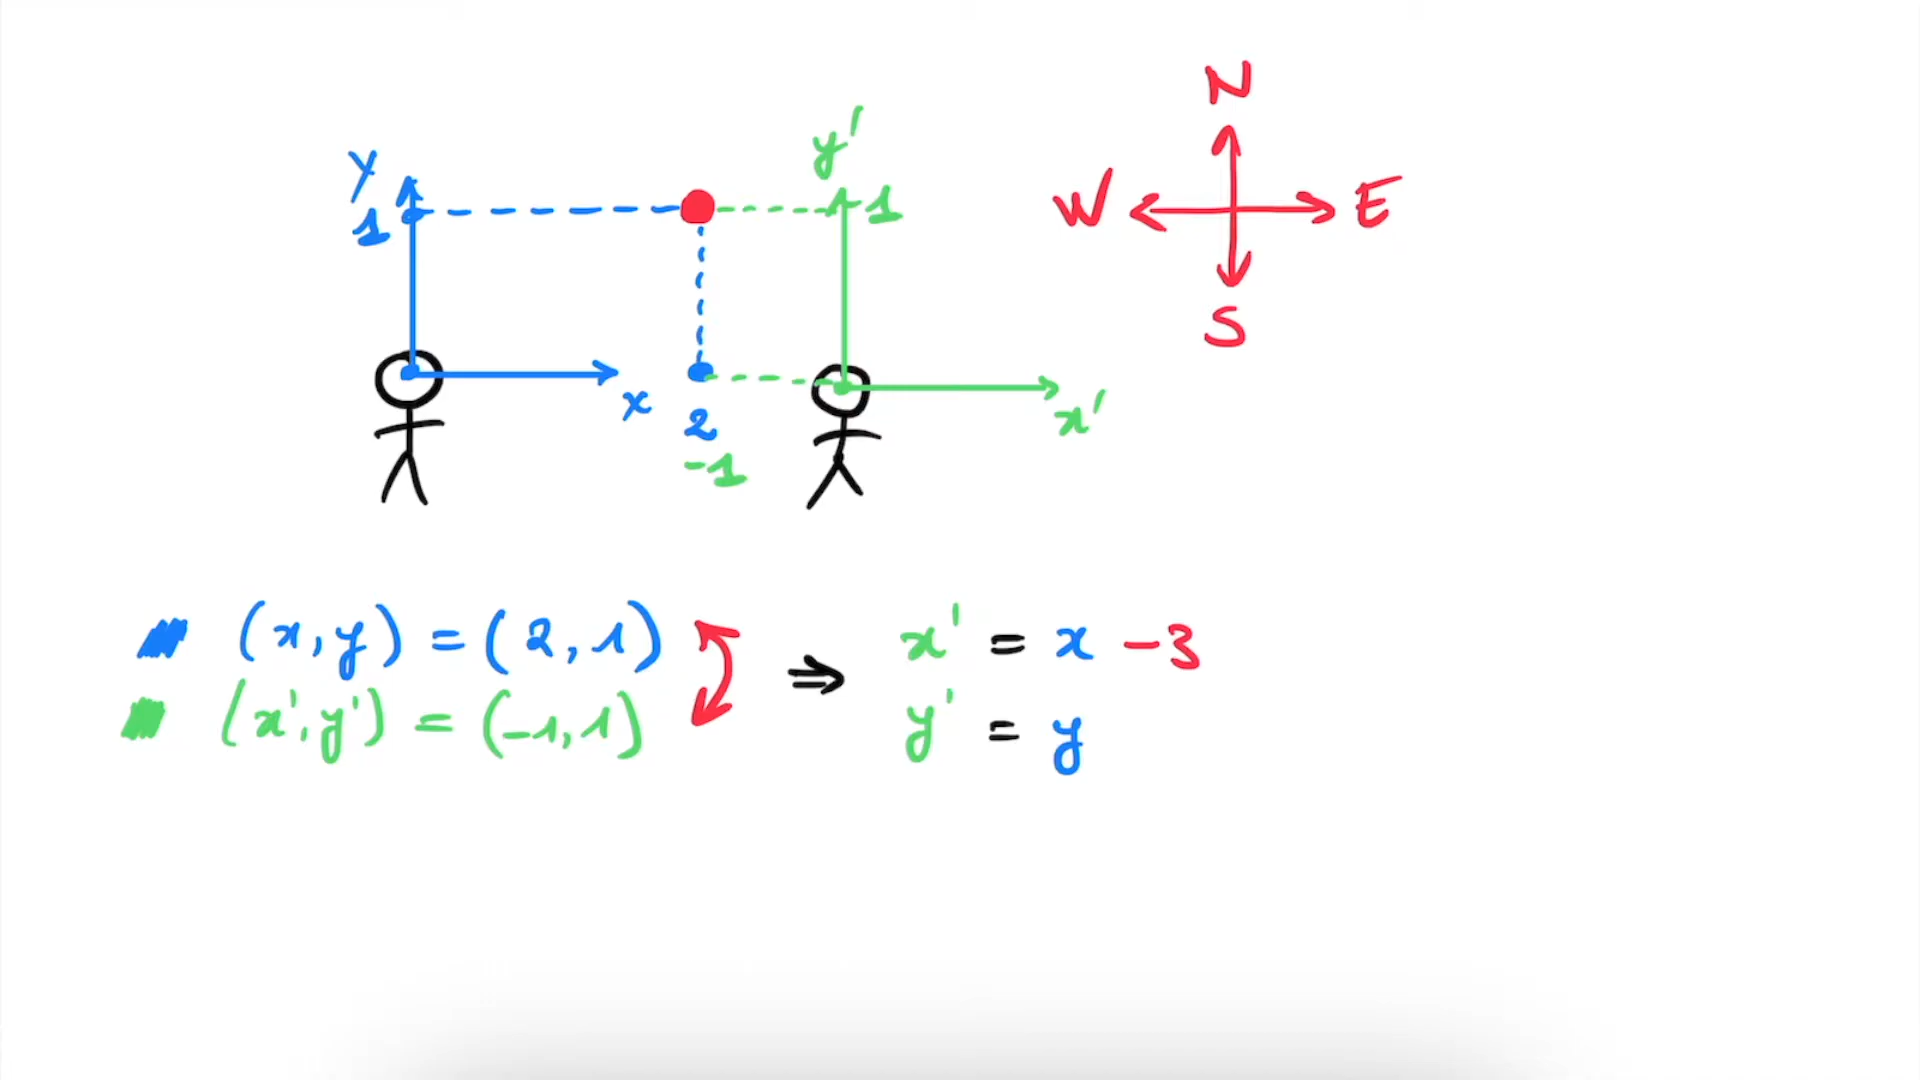 N
y'
y
1
1
W
E
S
x
2
x'
-1
(x,y) = (2,1) ⇒ x' = x -3
(x',y') = (-1,1) y' = y